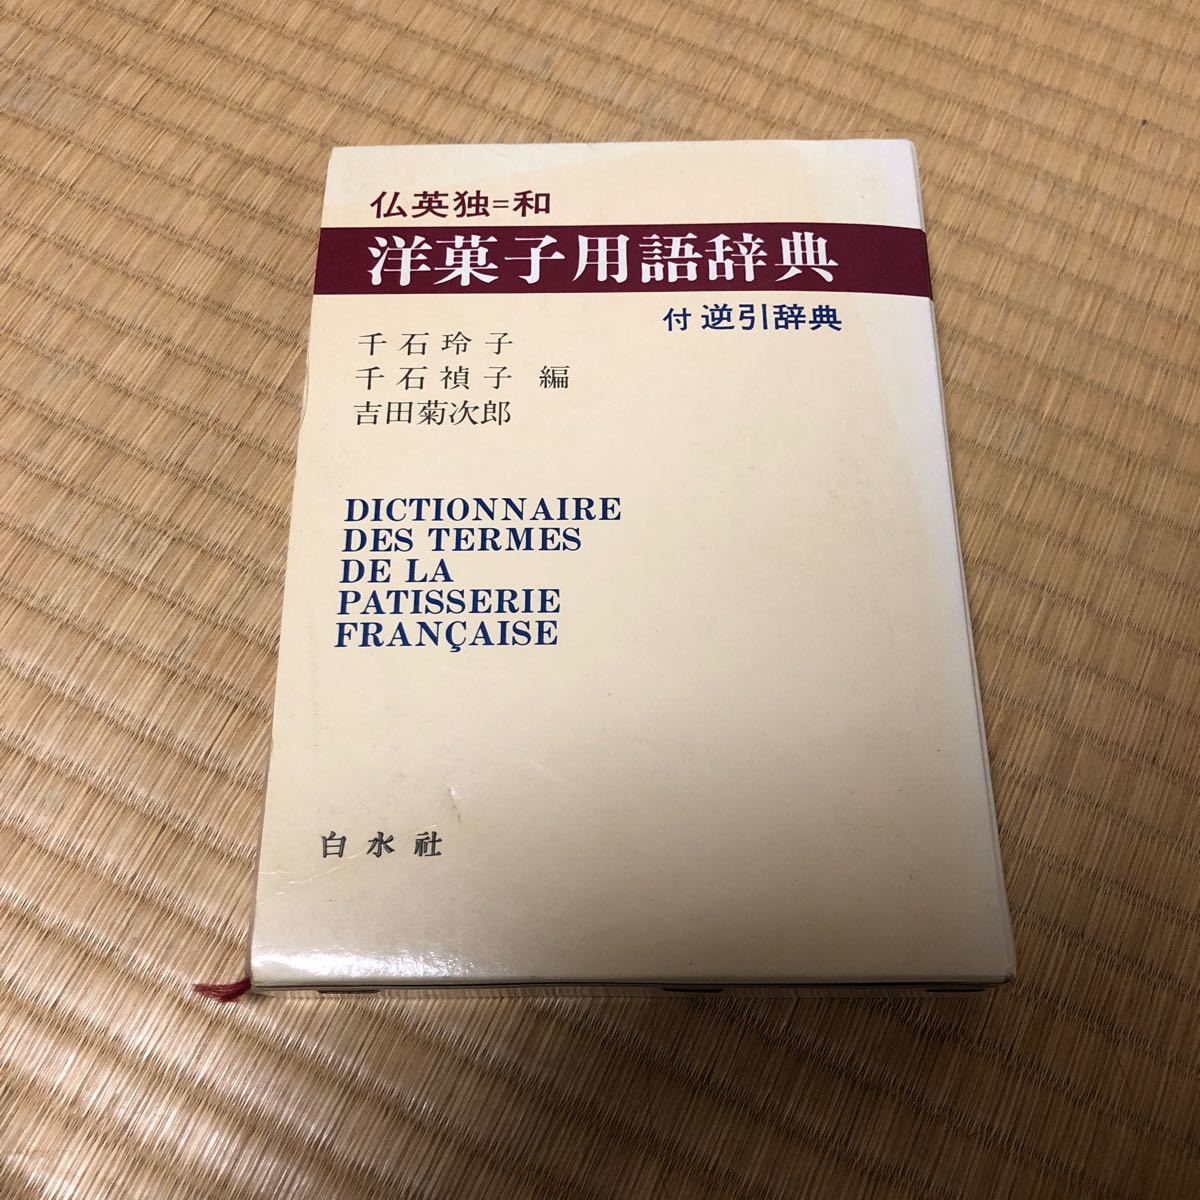 仏英独=和
洋菓子用語辞典
付 逆引辞典
千石玲子
千石禎子 編
吉田菊次郎
DICTIONNAIRE
DES TERMES
DE LA
PATISSERIE
FRANÇAISE
白水社